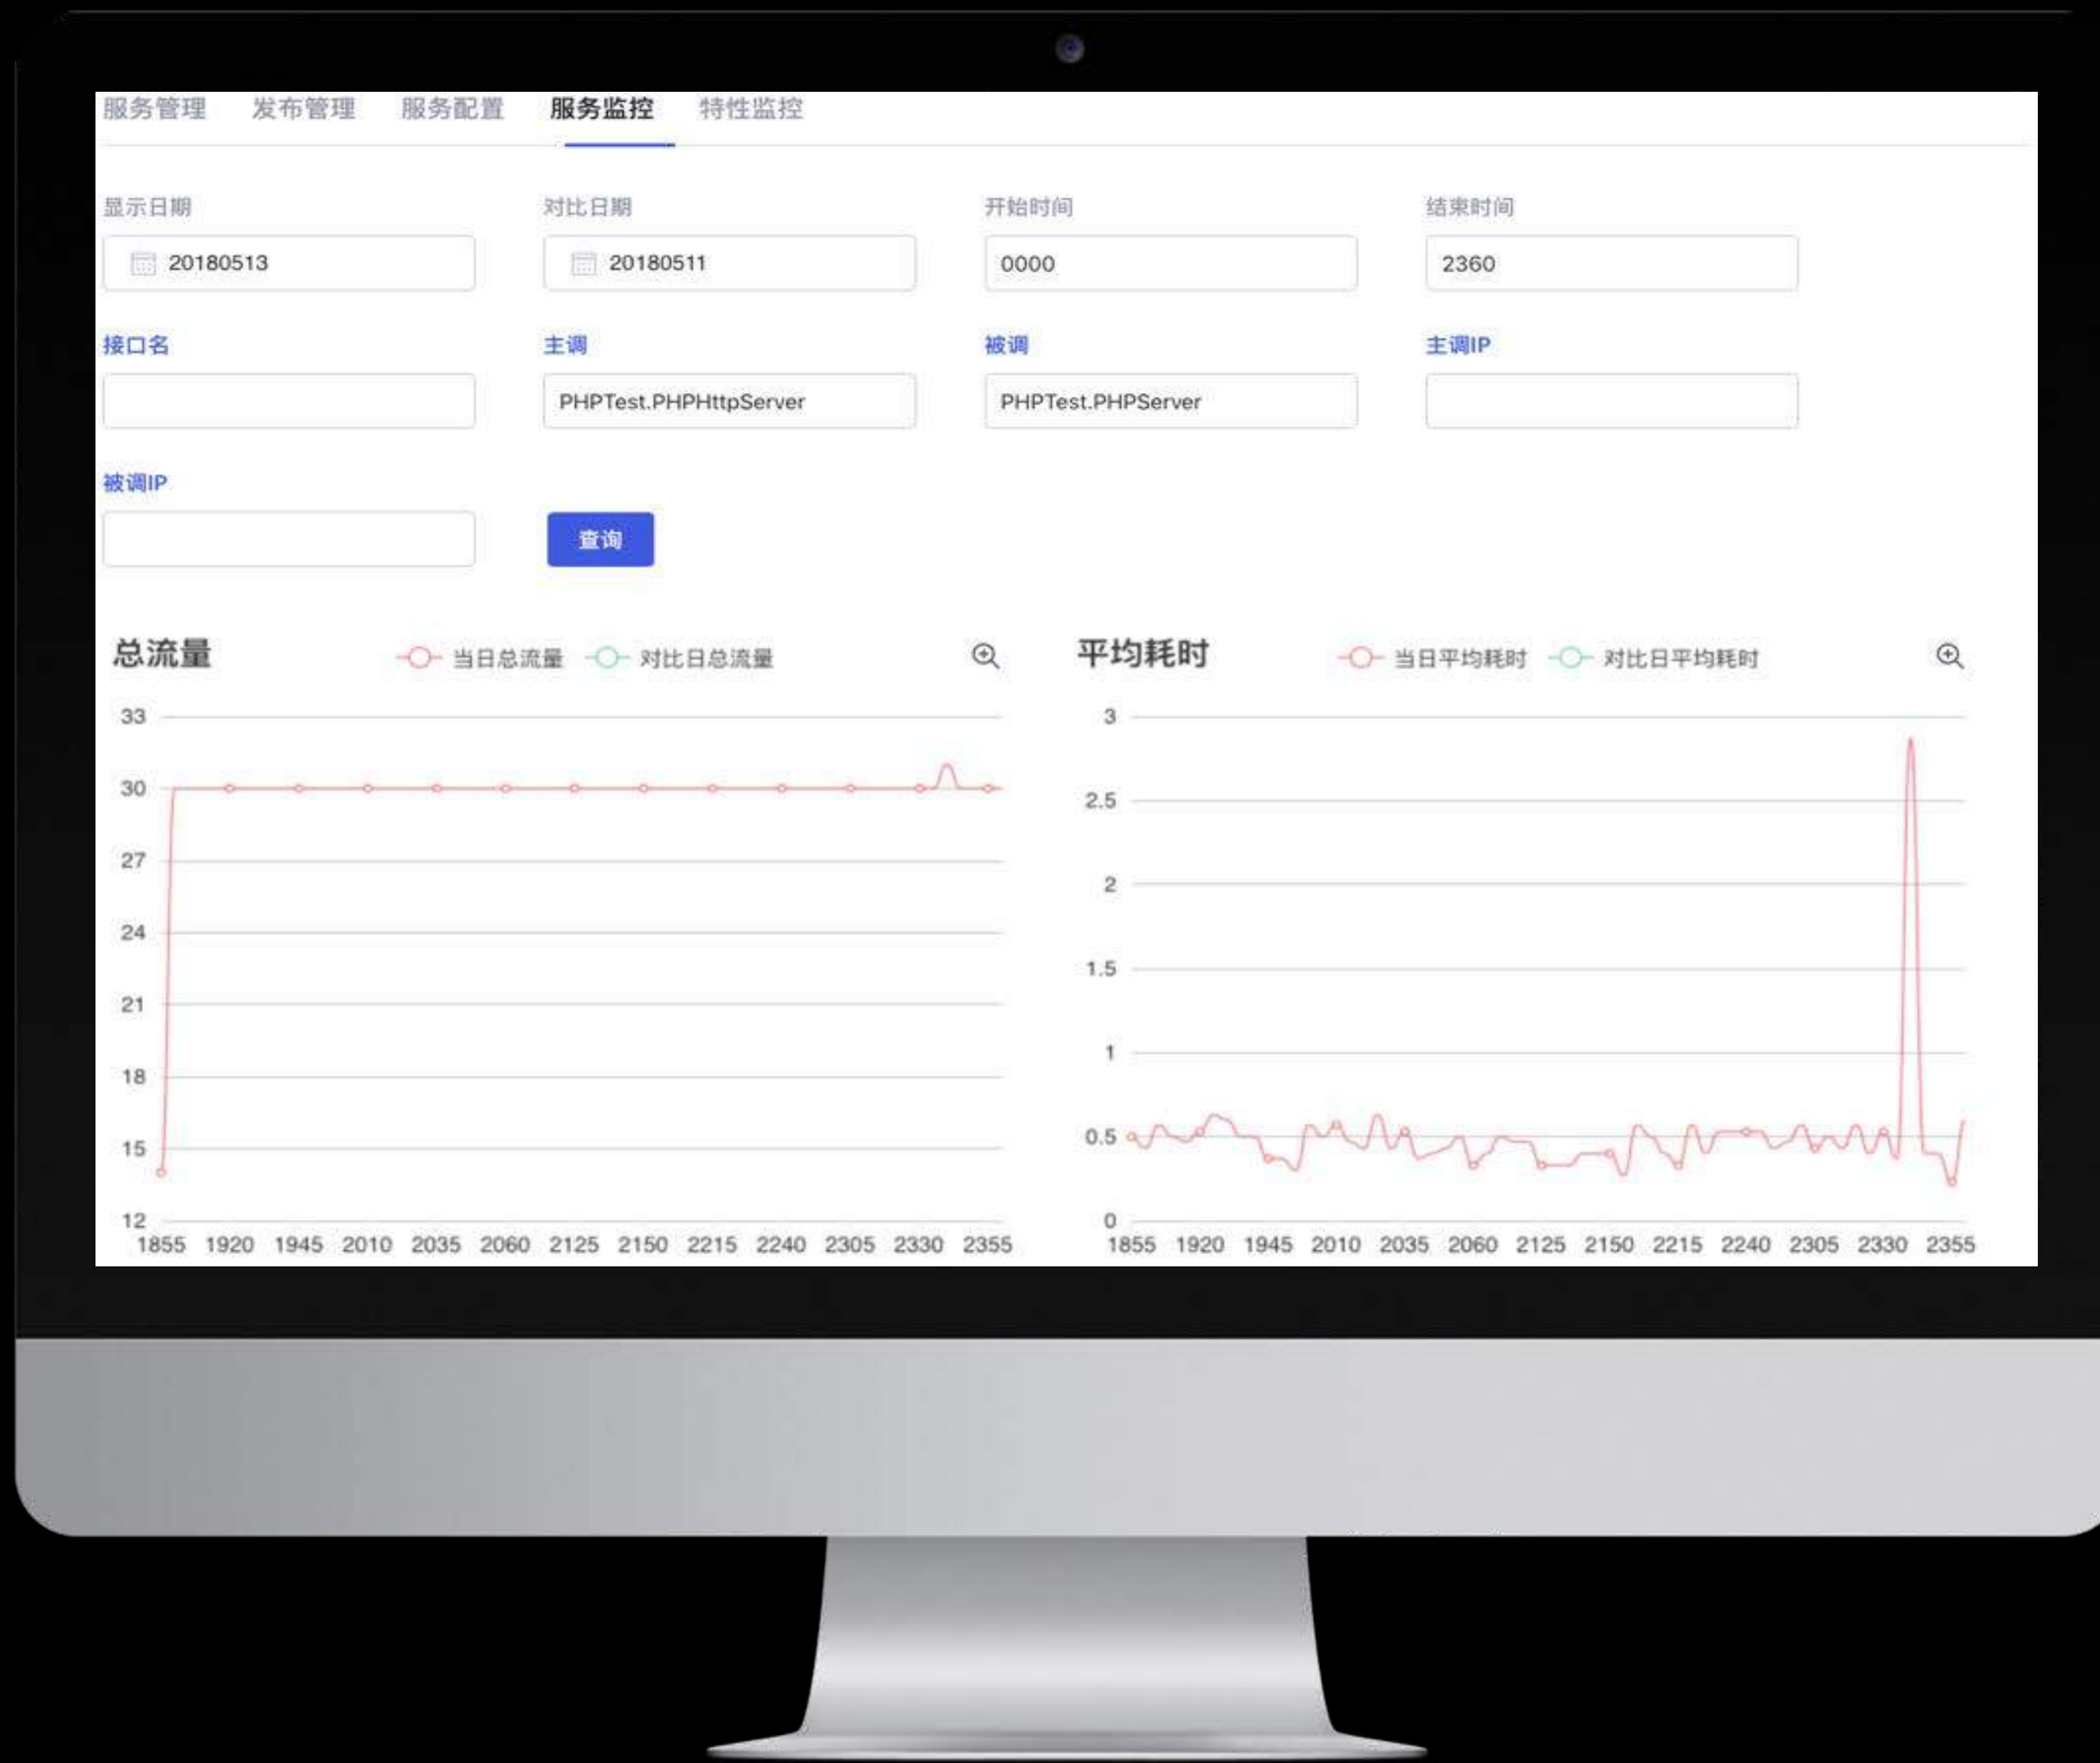 服务管理 发布管理 服务配置 服务监控 特性监控
显示日期 对比日期 开始时间 结束时间
20180513 20180511 0000 2360
接口名 主调 被调 主调IP
PHPTest.PHPHttpServer PHPTest.PHPServer
被调IP
查询
总流量 当日总流量 对比日总流量
33
30
27
24
21
18
15
12
1855 1920 1945 2010 2035 2060 2125 2150 2215 2240 2305 2330 2355
平均耗时 当日平均耗时 对比日平均耗时
3
2.5
2
1.5
1
0.5
0
1855 1920 1945 2010 2035 2060 2125 2150 2215 2240 2305 2330 2355